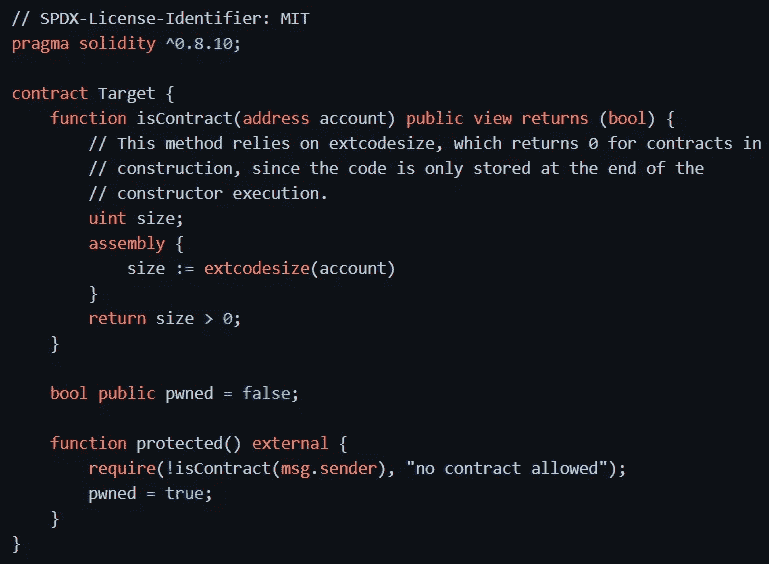 // SPDX-License-Identifier: MIT
pragma solidity ^0.8.10;

contract Target {
    function isContract(address account) public view returns (bool) {
        // This method relies on extcodesize, which returns 0 for contracts in
        // construction, since the code is only stored at the end of the
        // constructor execution.
        uint size;
        assembly {
            size := extcodesize(account)
        }
        return size > 0;
    }

    bool public pwned = false;

    function protected() external {
        require(!isContract(msg.sender), "no contract allowed");
        pwned = true;
    }
}